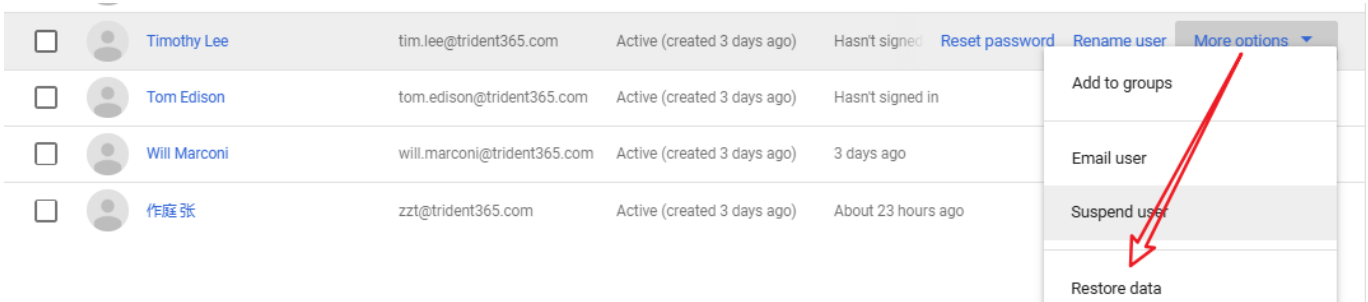 Timothy Lee tim.lee@trident365.com Active (created 3 days ago) Hasn't signed Reset password Rename user More options
Add to groups
Tom Edison tom.edison@trident365.com Active (created 3 days ago) Hasn't signed in
Will Marconi will.marconi@trident365.com Active (created 3 days ago) 3 days ago
Email user
作庭 张 zzt@trident365.com Active (created 3 days ago) About 23 hours ago
Suspend user
Restore data